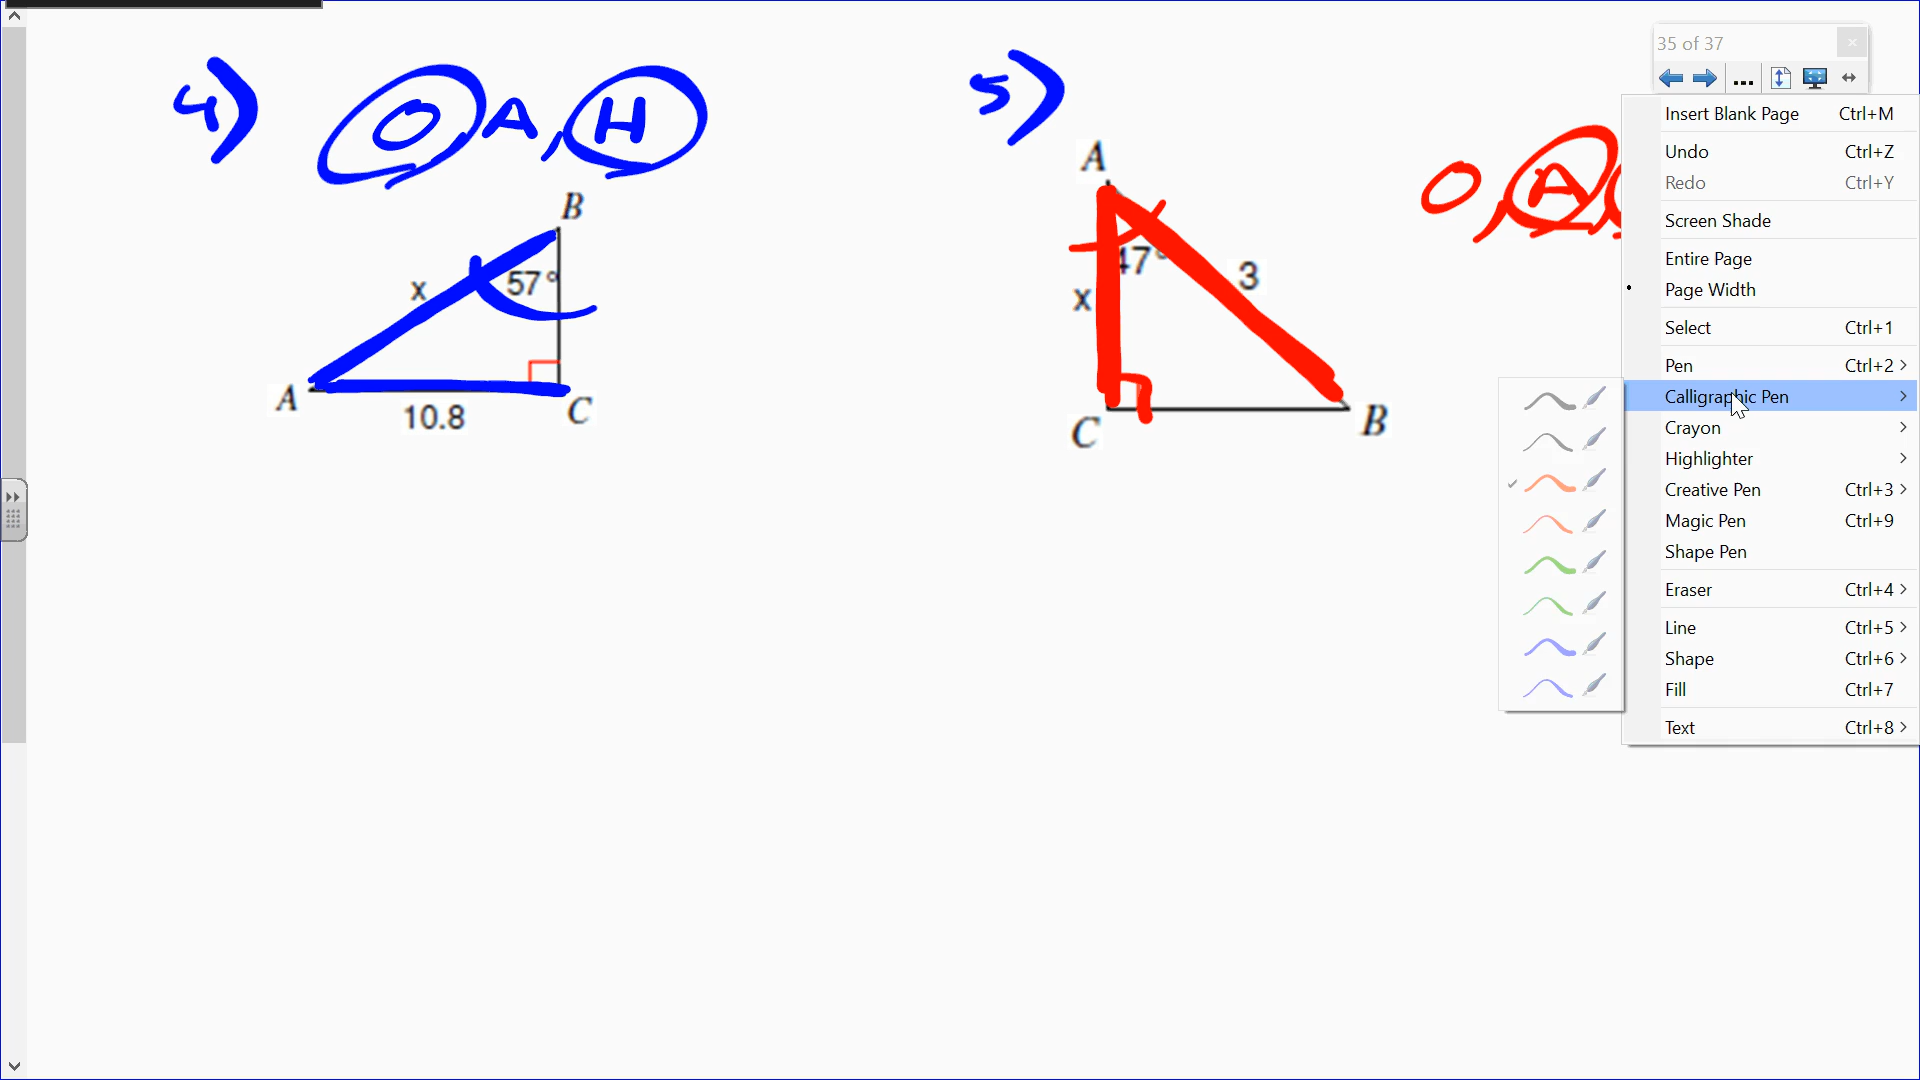 4) O A, H
B
x 57°
A 10.8 C
5)
A
47°
x 3
C B
O, A,
35 of 37
...
Insert Blank Page Ctrl+M
Undo Ctrl+Z
Redo Ctrl+Y
Screen Shade
Entire Page
Page Width
Select Ctrl+1
Pen Ctrl+2 >
Calligraphic Pen >
Crayon >
Highlighter >
Creative Pen Ctrl+3 >
Magic Pen Ctrl+9
Shape Pen
Eraser Ctrl+4 >
Line Ctrl+5 >
Shape Ctrl+6 >
Fill Ctrl+7
Text Ctrl+8 >